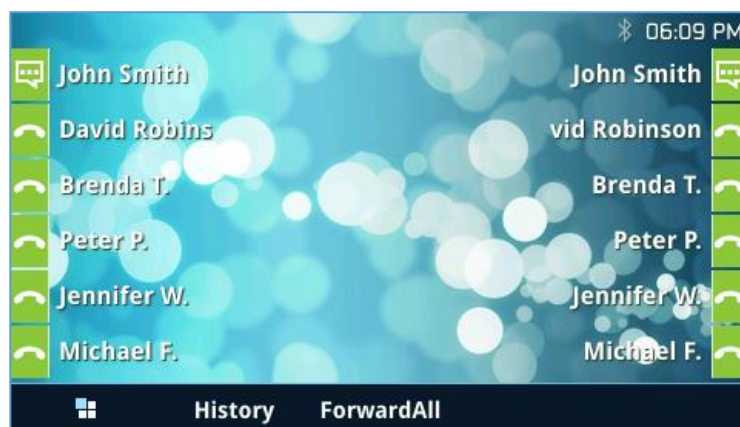 06:09 PM
John Smith John Smith
David Robins vid Robinson
Brenda T. Brenda T.
Peter P. Peter P.
Jennifer W. Jennifer W.
Michael F. Michael F.
History ForwardAll